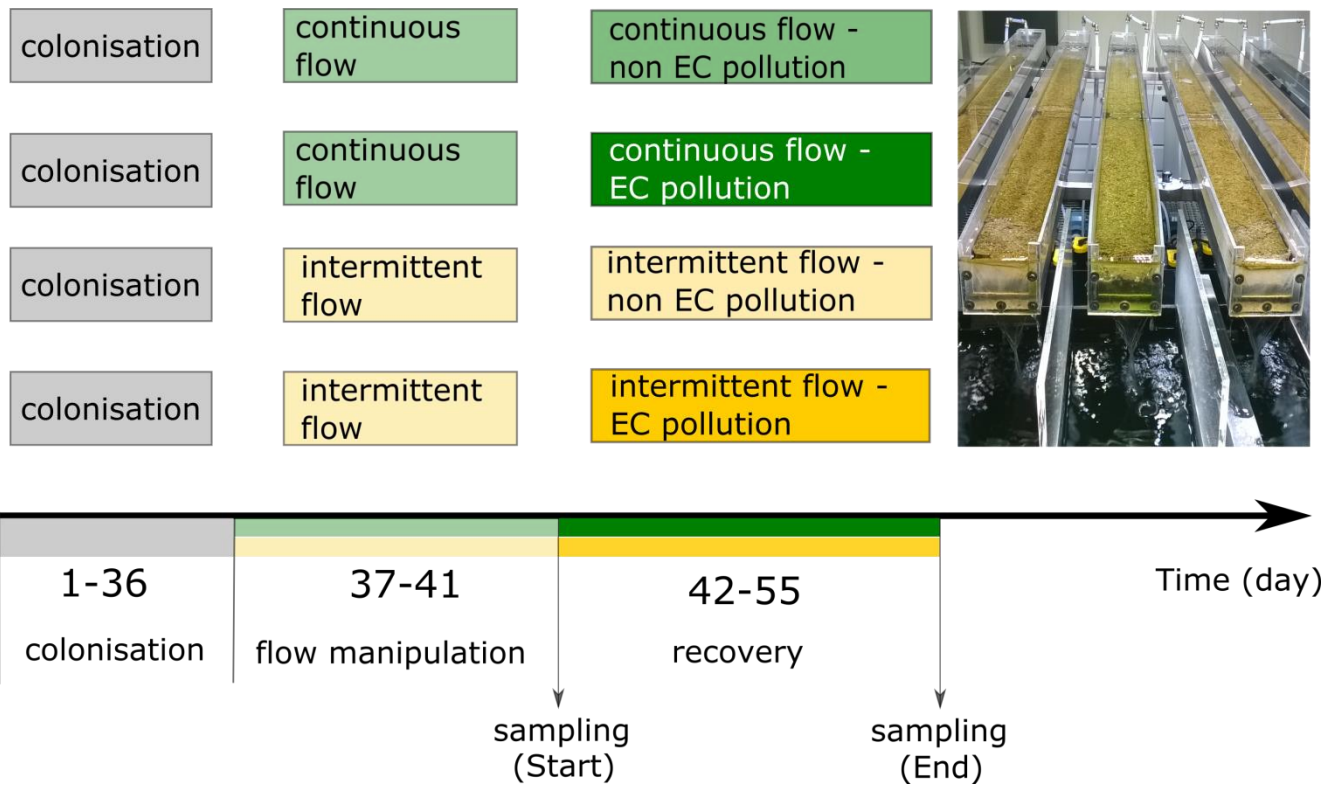 colonisation
continuous
flow
continuous flow -
non EC pollution
colonisation
continuous
flow
continuous flow -
EC pollution
colonisation
intermittent
flow
intermittent flow -
non EC pollution
colonisation
intermittent
flow
intermittent flow -
EC pollution
1-36
37-41
42-55
Time (day)
colonisation
flow manipulation
recovery
sampling
(Start)
sampling
(End)